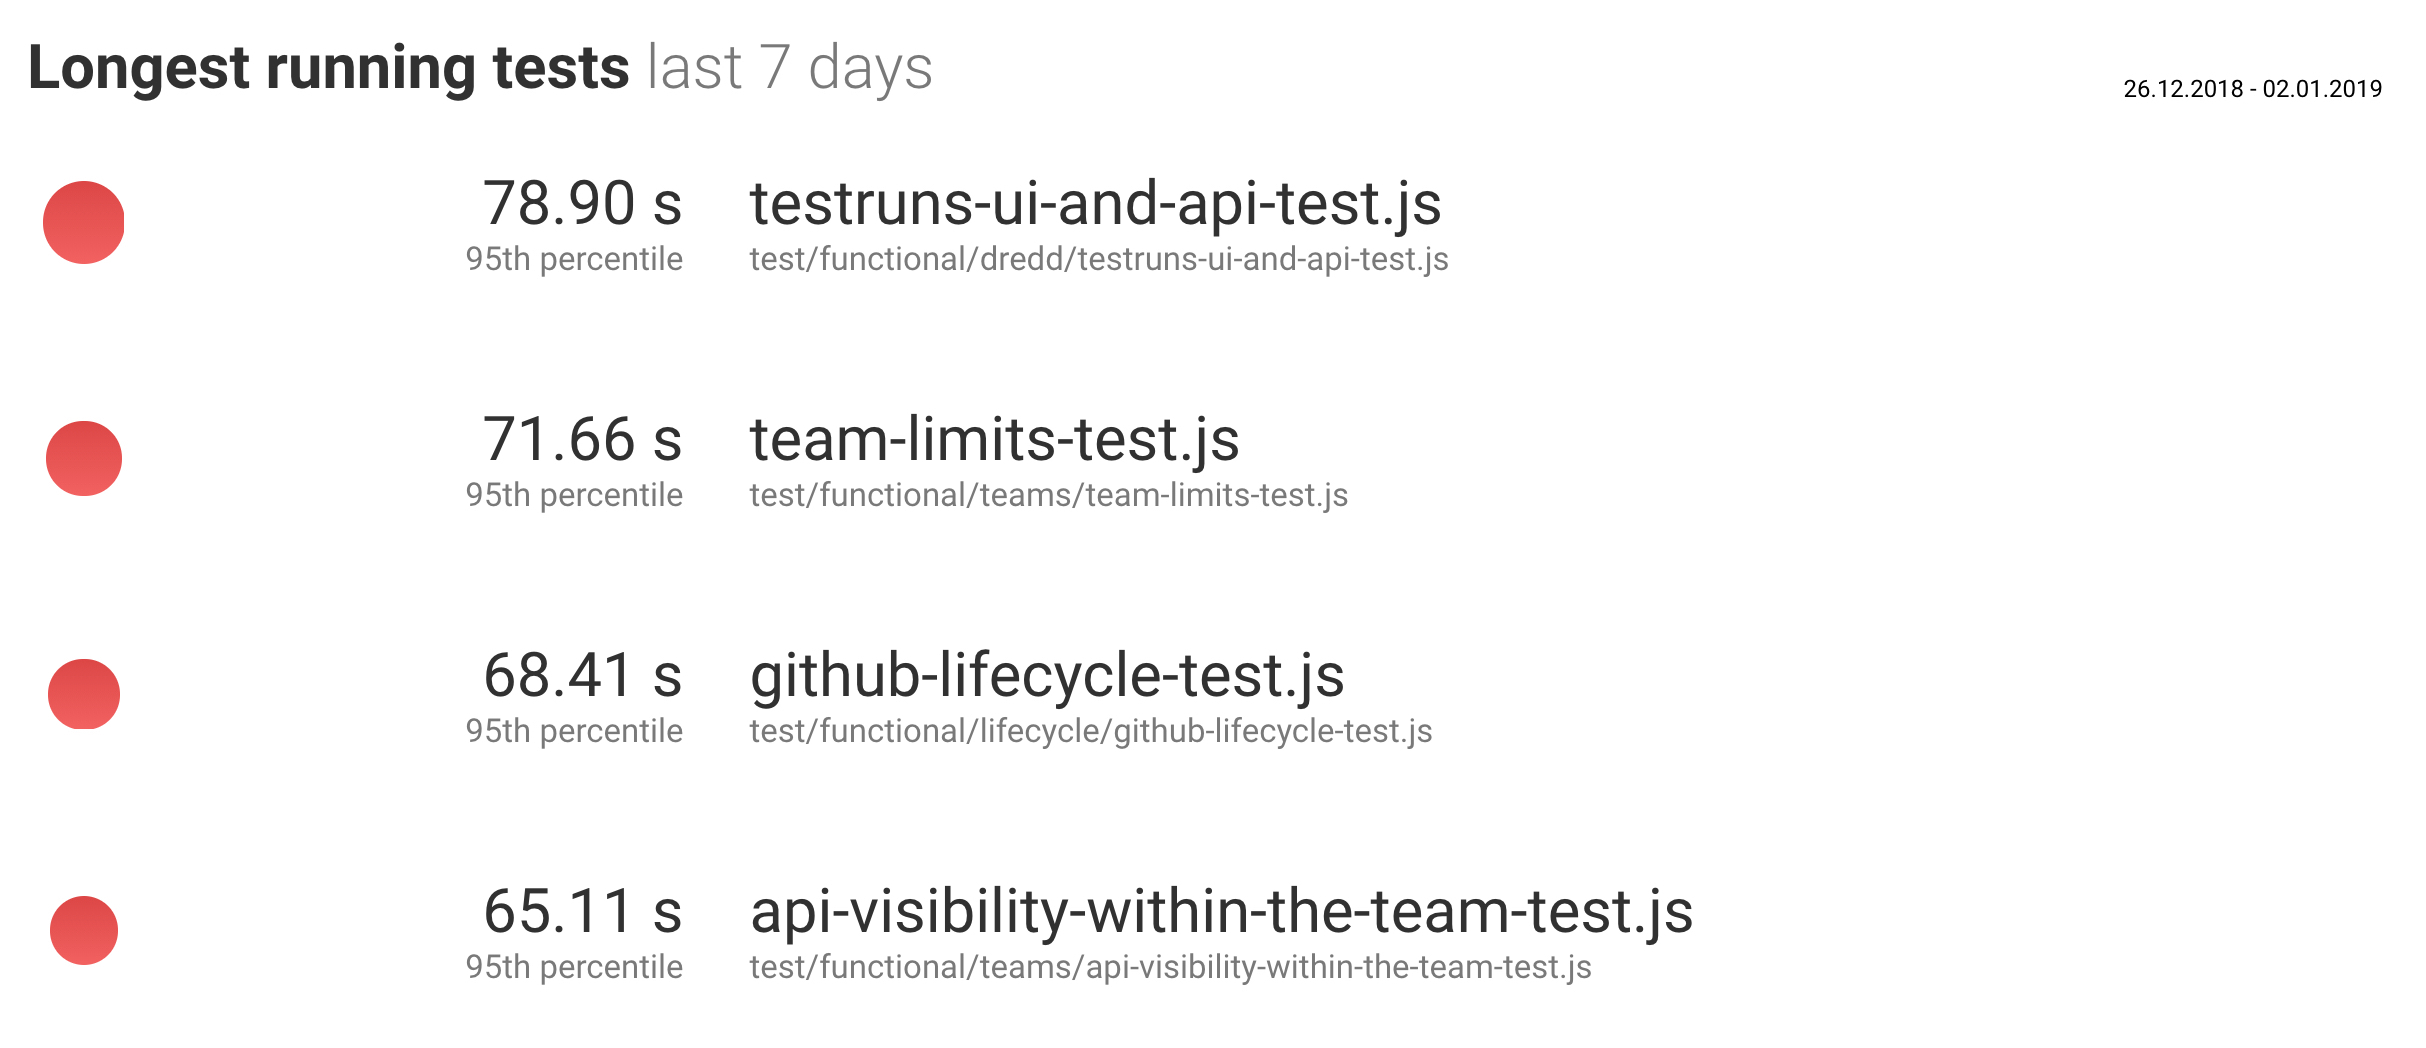 Longest running tests last 7 days
26.12.2018 - 02.01.2019
78.90 s testruns-ui-and-api-test.js
95th percentile test/functional/dredd/testruns-ui-and-api-test.js
71.66 s team-limits-test.js
95th percentile test/functional/teams/team-limits-test.js
68.41 s github-lifecycle-test.js
95th percentile test/functional/lifecycle/github-lifecycle-test.js
65.11 s api-visibility-within-the-team-test.js
95th percentile test/functional/teams/api-visibility-within-the-team-test.js